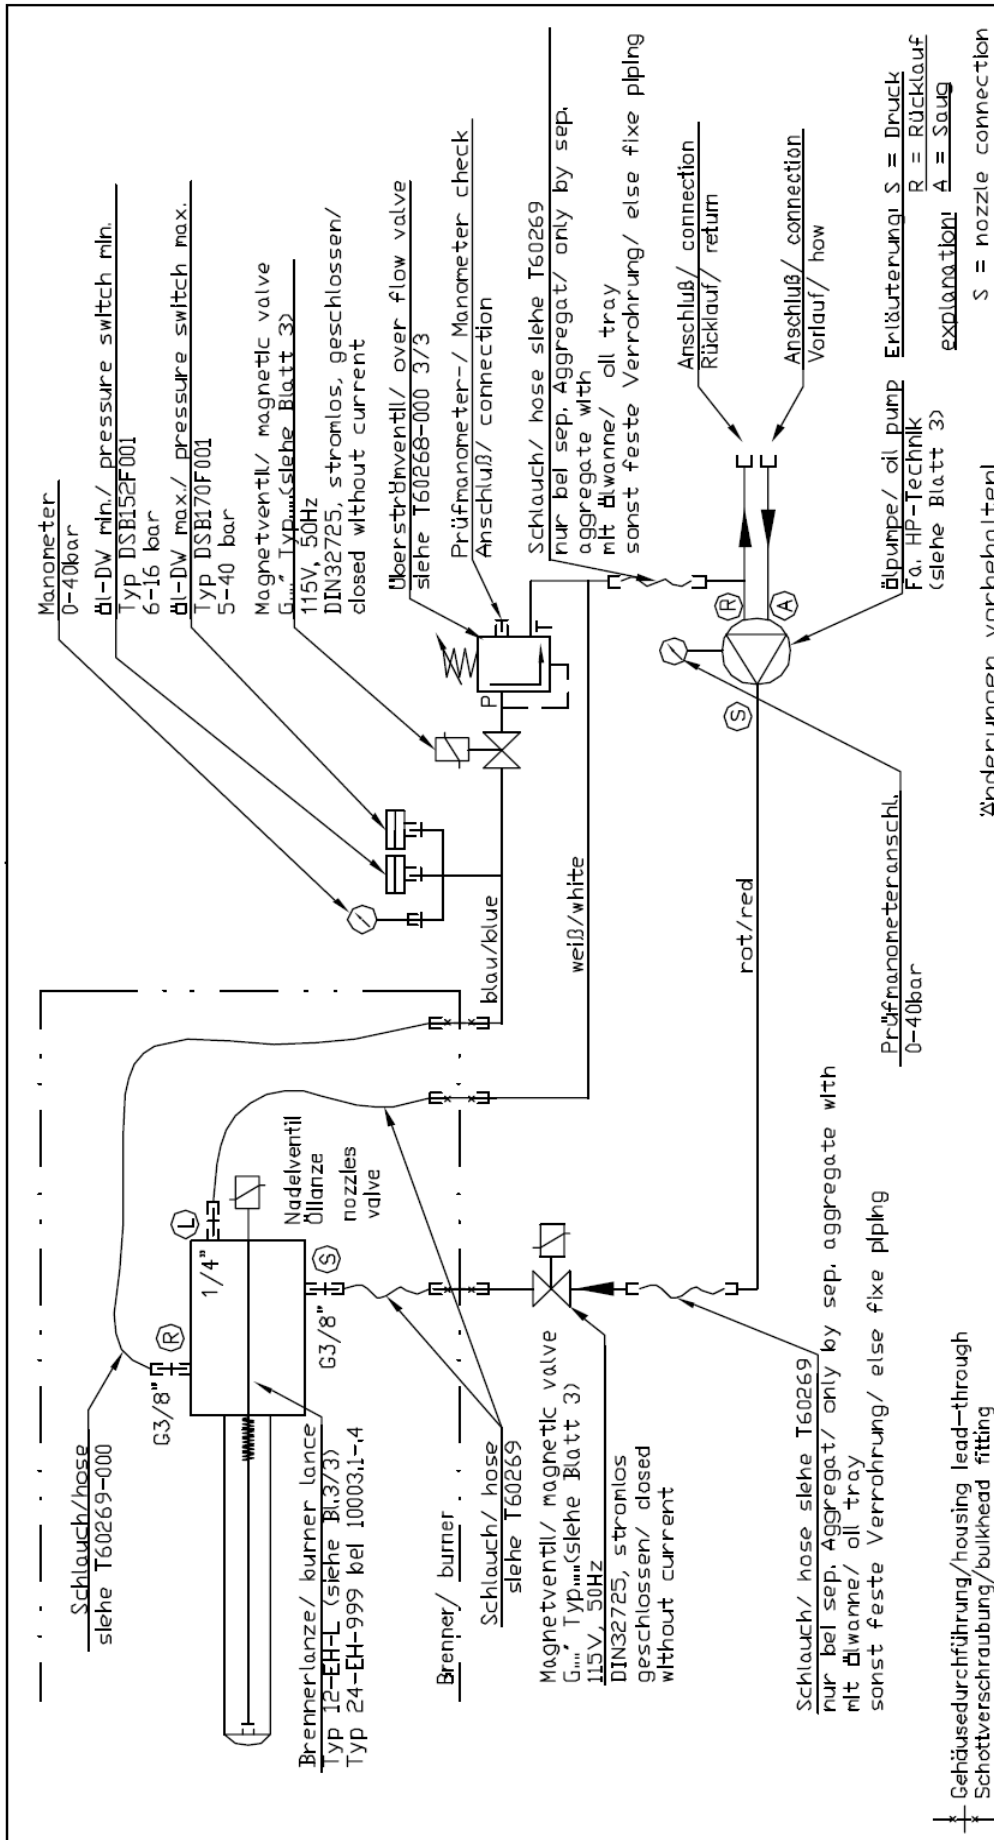 Manometer
0-40bar
Öl-DW min./ pressure switch min.
Typ DSB152F001
6-16 bar
Öl-DW max./ pressure switch max.
Typ DSB170F001
5-40 bar
Magnetventil/ magnetic valve
G...." Typ.....(siehe Blatt 3)
115V, 50Hz
DIN32725, stromlos, geschlossen/
closed without current
Überströmventil/ over flow valve
siehe T60268-000 3/3
Prüfmanometer-/ Manometer check
Anschluß/ connection
Schlauch/ hose siehe T60269
nur bei sep. Aggregat/ only by sep.
aggregate with
mit Ölwanne/ oil tray
sonst feste Verrohrung/ else fixe piping
Anschluß/ connection
Rücklauf/ return
Anschluß/ connection
Vorlauf/ how
Ölpumpe/ oil pump
Fa. HP-Technik
(siehe Blatt 3)
Erläuterung: S = Druck
R = Rücklauf
A = Saug
explanation:
S = nozzle connection
P
T
R
A
S
blau/blue
weiß/white
rot/red
Prüfmanometeranschl.
0-40bar
Änderungen vorbehalten!
Schlauch/hose
siehe T60269-000
G3/8"
R
1/4"
L
Nadelventil
Öllanze
nozzles
valve
G3/8"
S
Brennerlanze/ burner lance
Typ 12-EH-L (siehe Bl.3/3)
Typ 24-EH-999 bei 10003.1-.4
Brenner/ burner
Schlauch/ hose
siehe T60269
Magnetventil/ magnetic valve
G...." Typ.....(siehe Blatt 3)
115V, 50Hz
DIN32725, stromlos
geschlossen/ closed
without current
Schlauch/ hose siehe T60269
nur bei sep. Aggregat/ only by sep. aggregate with
mit Ölwanne/ oil tray
sonst feste Verrohrung/ else fixe piping
Gehäusedurchführung/housing lead-through
Schottverschraubung/bulkhead fitting